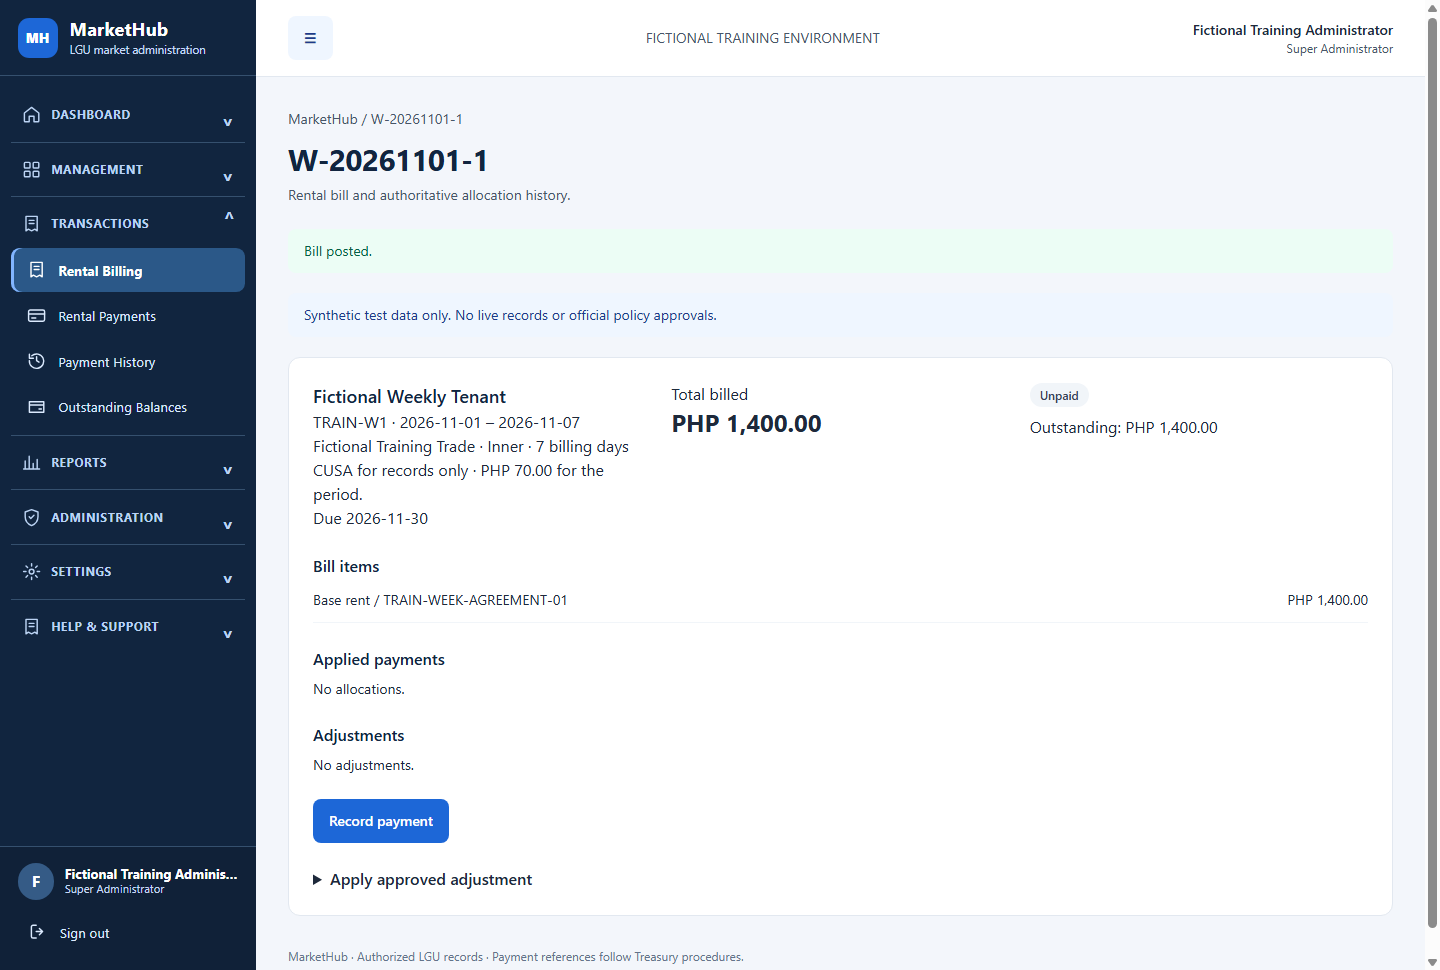 MH
MarketHub
LGU market administration
DASHBOARD
MANAGEMENT
TRANSACTIONS
Rental Billing
Rental Payments
Payment History
Outstanding Balances
REPORTS
ADMINISTRATION
SETTINGS
HELP & SUPPORT
F
Fictional Training Adminis...
Super Administrator
Sign out
☰
FICTIONAL TRAINING ENVIRONMENT
Fictional Training Administrator
Super Administrator
MarketHub / W-20261101-1
W-20261101-1
Rental bill and authoritative allocation history.
Bill posted.
Synthetic test data only. No live records or official policy approvals.
Fictional Weekly Tenant
TRAIN-W1 · 2026-11-01 – 2026-11-07
Fictional Training Trade · Inner · 7 billing days
CUSA for records only · PHP 70.00 for the
period.
Due 2026-11-30
Total billed
PHP 1,400.00
Unpaid
Outstanding: PHP 1,400.00
Bill items
Base rent / TRAIN-WEEK-AGREEMENT-01 PHP 1,400.00
Applied payments
No allocations.
Adjustments
No adjustments.
Record payment
▶ Apply approved adjustment
MarketHub · Authorized LGU records · Payment references follow Treasury procedures.